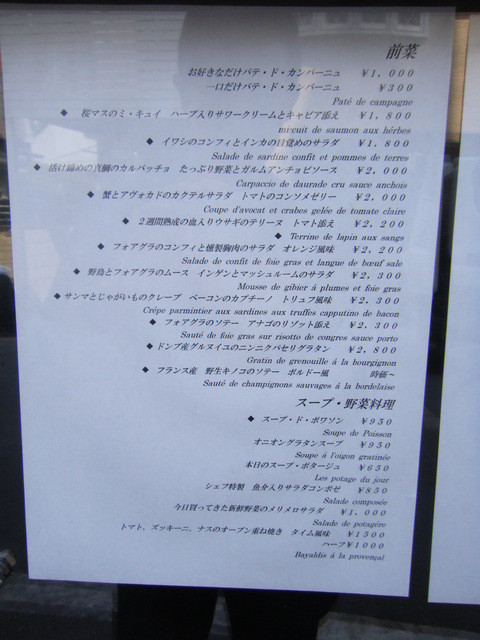 前菜
お好きなだけパテ・ド・カンパーニュ ￥1，000
一口だけパテ・ド・カンパーニュ ￥300
Paté de campagne
◆ 桜マスのミ・キュイ ハーブ入りサワークリームとキャビア添え ￥1，800
mi-cuit de saumon aux hérbes
◆ イワシのコンフィとインカの目覚めのサラダ ￥1，800
Salade de sardine confit et pommes de terres
◆ 活け締めの真鯛のカルパッチョ たっぷり野菜とガルムアンチョビソース ￥2，000
Carpaccio de daurade cru sauce anchois
◆ 蟹とアヴォカドのカクテルサラダ トマトのコンソメゼリー ￥2，000
Coupe d'avocat et crabes gelée de tomate claire
◆ 2週間熟成の血入りウサギのテリーヌ トマト添え ￥2，200
◆ Terrine de lapin aux sangs
◆ フォアグラのコンフィと燻製胸肉のサラダ オレンジ風味 ￥2，200
Salade de confit de foie gras et langue de bœuf sale
◆ 野鳥とフォアグラのムース インゲンとマッシュルームのサラダ ￥2，300
Mousse de gibier á plumes et foie gras
◆ サンマとじゃがいものクレープ ベーコンのカプチーノ トリュフ風味 ￥2，300
Crépe parmintier aux sardines aux truffes capputino de bacon
◆ フォアグラのソテー アナゴのリゾット添え ￥2，300
Sauté de foie gras sur risotto de congres sauce porto
◆ ドンブ産グルヌイユのニンニクパセリグラタン ￥2，800
Gratin de grenouille á la bourgignon
◆ フランス産 野生キノコのソテー ボルドー風 時価～
Sauté de champignons sauvages á la bordelaise
スープ・野菜料理
◆ スープ・ド・ポワソン ￥950
Soupe de Poisson
オニオングラタンスープ ￥950
Soupe á l'oigon gratinée
本日のスープ・ポタージュ ￥650
Les potage du jour
シェフ特製 魚介入りサラダコンポゼ ￥850
Salade composée
今日買ってきた新鮮野菜のメリメロサラダ ￥1，000
Salade de potagére
トマト、ズッキーニ、ナスのオーブン重ね焼き タイム風味 ￥1500
ハーフ￥1000
Bayaldis á la provençal